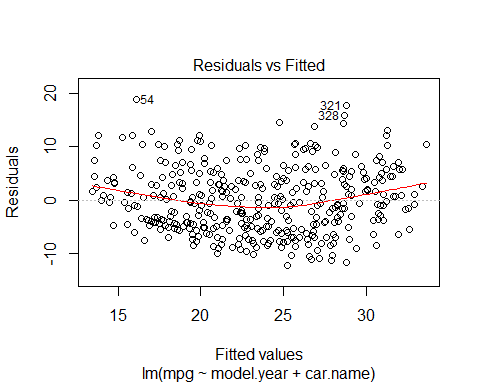 Residuals vs Fitted
Residuals
20
10
0
-10
54
321
328
15
20
25
30
Fitted values
lm(mpg ~ model.year + car.name)